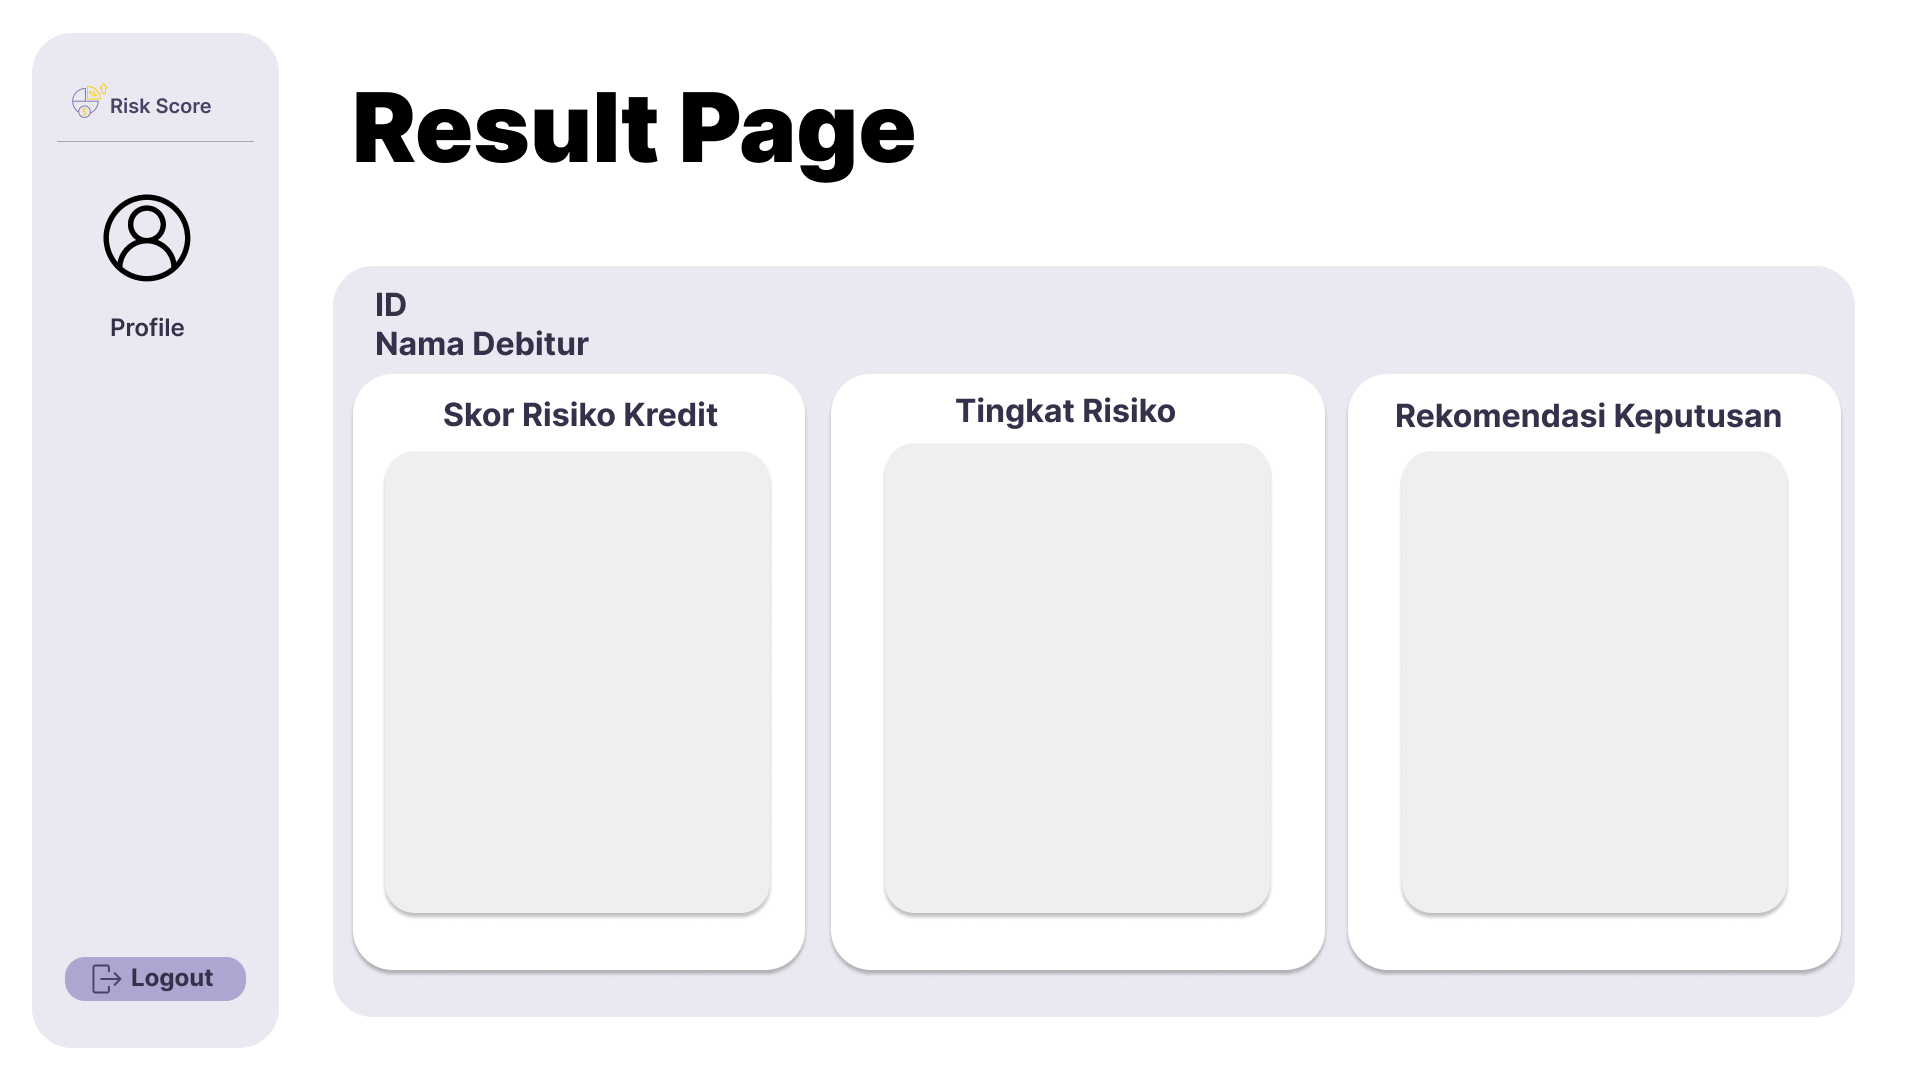 Risk Score
Profile
Logout
Result Page
ID
Nama Debitur
Skor Risiko Kredit
Tingkat Risiko
Rekomendasi Keputusan